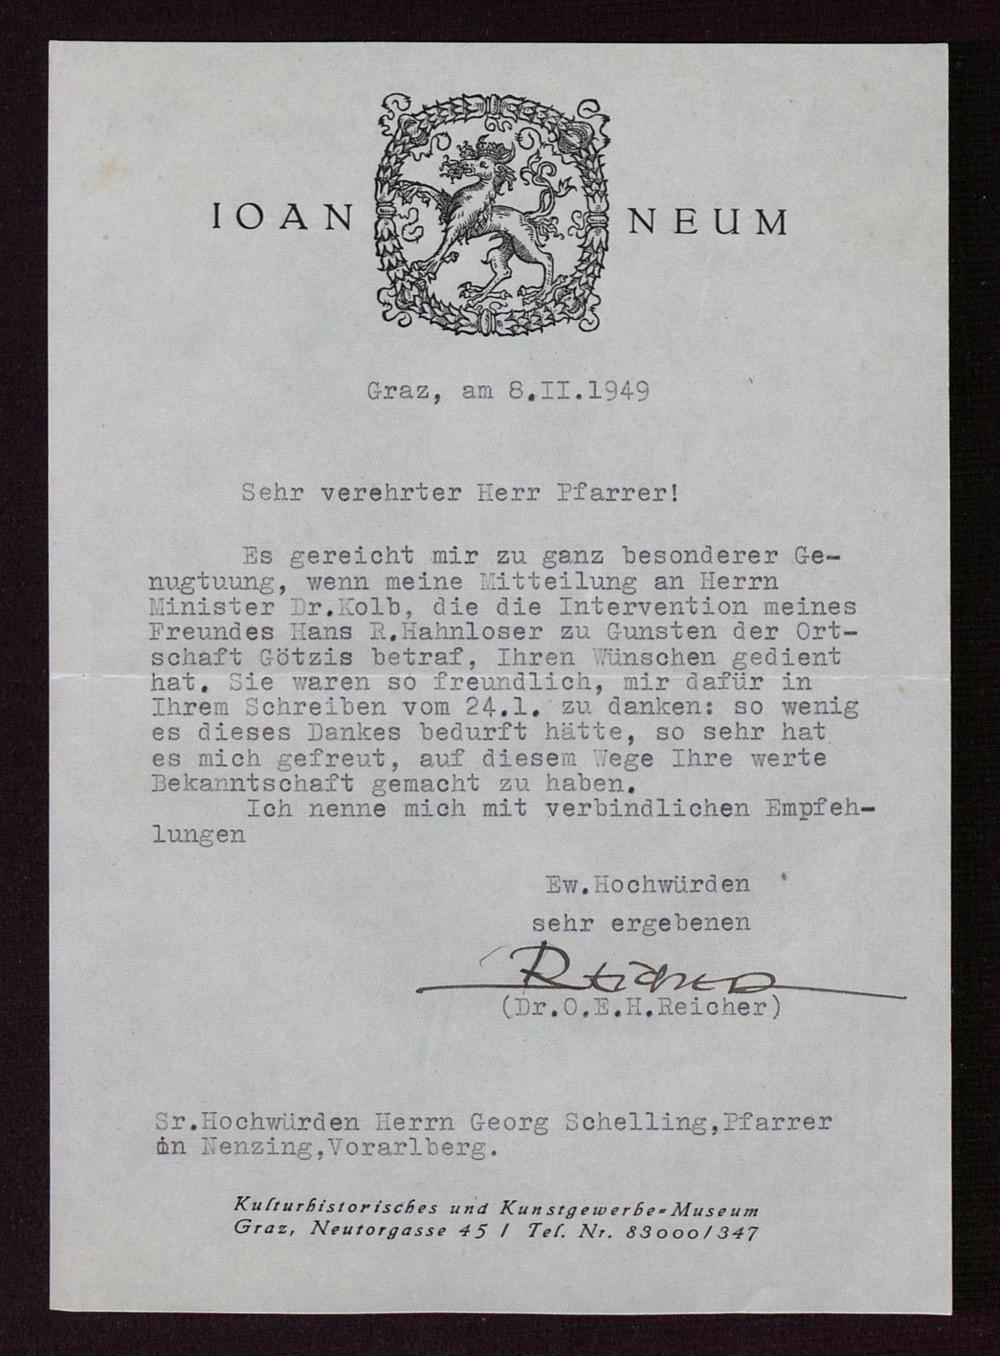 IOANNEUM
Graz, am 8.II.1949
Sehr verehrter Herr Pfarrer!
Es gereicht mir zu ganz besonderer Ge-
nugtuung, wenn meine Mitteilung an Herrn
Minister Dr.Kolb, die die Intervention meines
Freundes Hans R.Hahnloser zu Gunsten der Ort-
schaft Götzis betraf, Ihren Wünschen gedient
hat. Sie waren so freundlich, mir dafür in
Ihrem Schreiben vom 24.1. zu danken: so wenig
es dieses Dankes bedurft hätte, so sehr hat
es mich gefreut, auf diesem Wege Ihre werte
Bekanntschaft gemacht zu haben.
Ich nenne mich mit verbindlichen Empfeh-
lungen
Ew.Hochwürden
sehr ergebenen
Reicher
(Dr.O.E.H.Reicher)
Sr.Hochwürden Herrn Georg Schelling,Pfarrer
in Nenzing,Vorarlberg.
Kulturhistorisches und Kunstgewerbe-Museum
Graz, Neutorgasse 45 / Tel. Nr. 83000/347